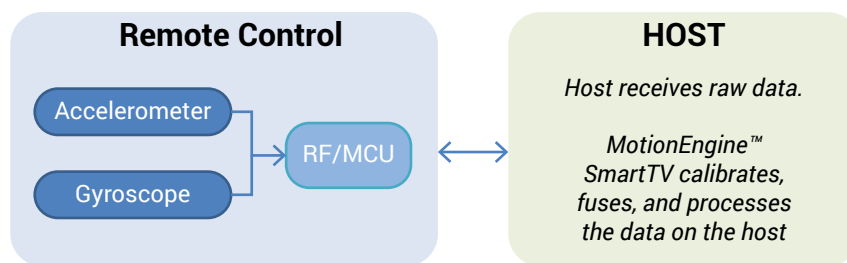 Remote Control
Accelerometer
Gyroscope
RF/MCU
HOST
Host receives raw data.
MotionEngine™
SmartTV calibrates,
fuses, and processes
the data on the host